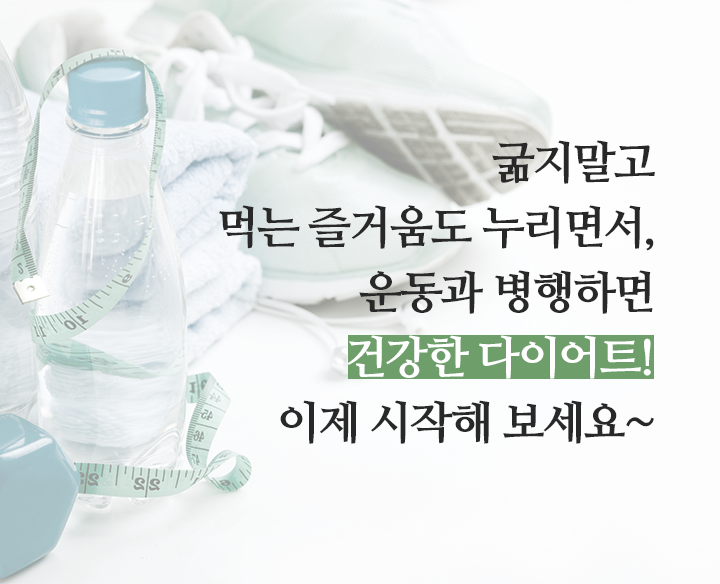 굶지말고
먹는 즐거움도 누리면서,
운동과 병행하면
건강한 다이어트!
이제 시작해 보세요~